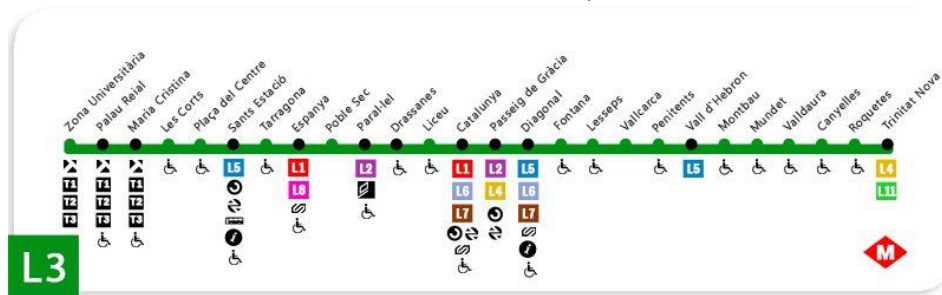 Zona Universitària
Palau Reial
Maria Cristina
Les Corts
Plaça del Centre
Sants Estació
Tarragona
Espanya
Poble Sec
Paral·lel
Drassanes
Liceu
Catalunya
Passeig de Gràcia
Diagonal
Fontana
Lesseps
Vallcarca
Penitents
Vall d'Hebron
Montbau
Mundet
Valldaura
Canyelles
Roquetes
Trinitat Nova
L5 L1 L2 L1 L2 L5 L5 L4
T1 T1 T1 L8 L6 L4 L6 L11
T2 T2 T2 L7 L7
T3 T3 T3
L3
M